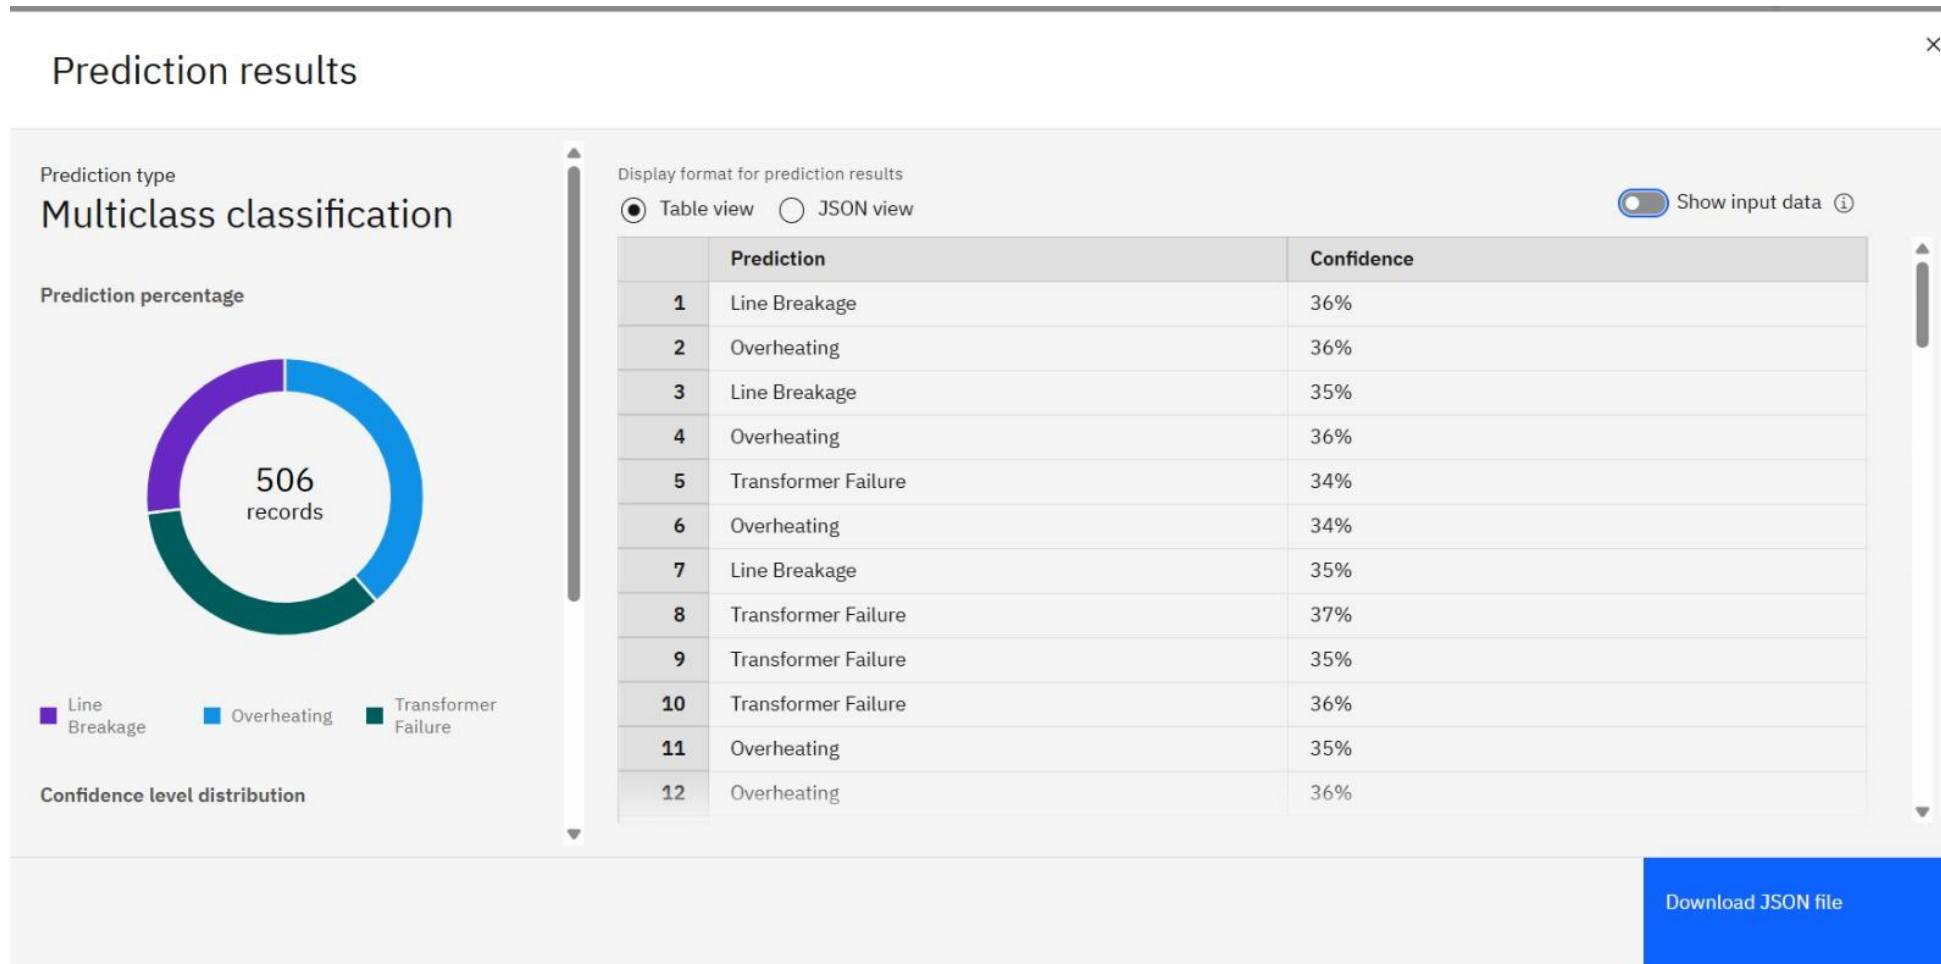 Prediction results
Prediction type
Multiclass classification
Prediction percentage
506
records
Line
Breakage
Overheating
Transformer
Failure
Confidence level distribution
Display format for prediction results
Table view JSON view
Show input data
Prediction Confidence
1 Line Breakage 36%
2 Overheating 36%
3 Line Breakage 35%
4 Overheating 36%
5 Transformer Failure 34%
6 Overheating 34%
7 Line Breakage 35%
8 Transformer Failure 37%
9 Transformer Failure 35%
10 Transformer Failure 36%
11 Overheating 35%
12 Overheating 36%
Download JSON file